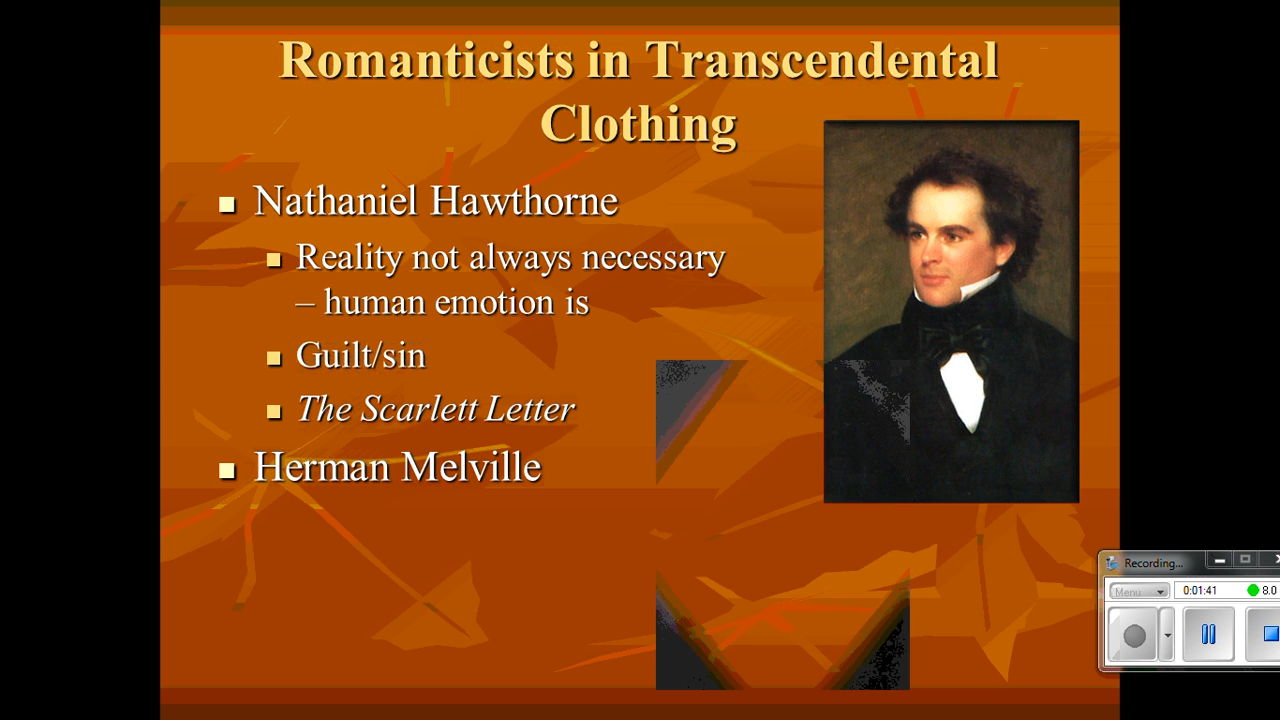 Romanticists in Transcendental
Clothing
Nathaniel Hawthorne
Reality not always necessary
– human emotion is
Guilt/sin
The Scarlett Letter
Herman Melville
Recording...
Menu
0:01:41
8.0